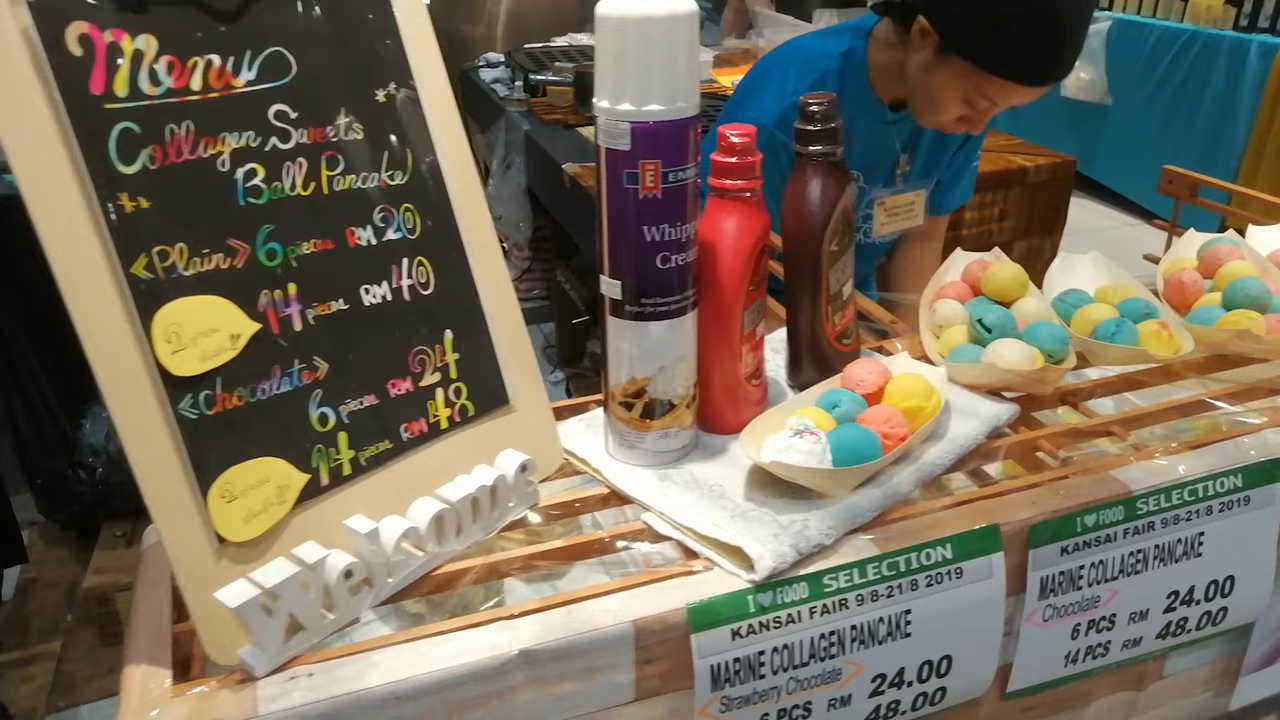 Menu
Collagen Sweets
Ball Pancake
《Plain》 6 pieces RM 20
14 pieces RM 40
《Chocolate》
6 pieces RM 24
14 pieces RM 48
Welcome
E
Whipp
Crea
I ♥ FOOD SELECTION
KANSAI FAIR 9/8-21/8 2019
MARINE COLLAGEN PANCAKE
Strawberry Chocolate
6 PCS RM 24.00
48.00
I ♥ FOOD SELECTION
KANSAI FAIR 9/8-21/8 2019
MARINE COLLAGEN PANCAKE
Chocolate
6 PCS RM 24.00
14 PCS RM 48.00